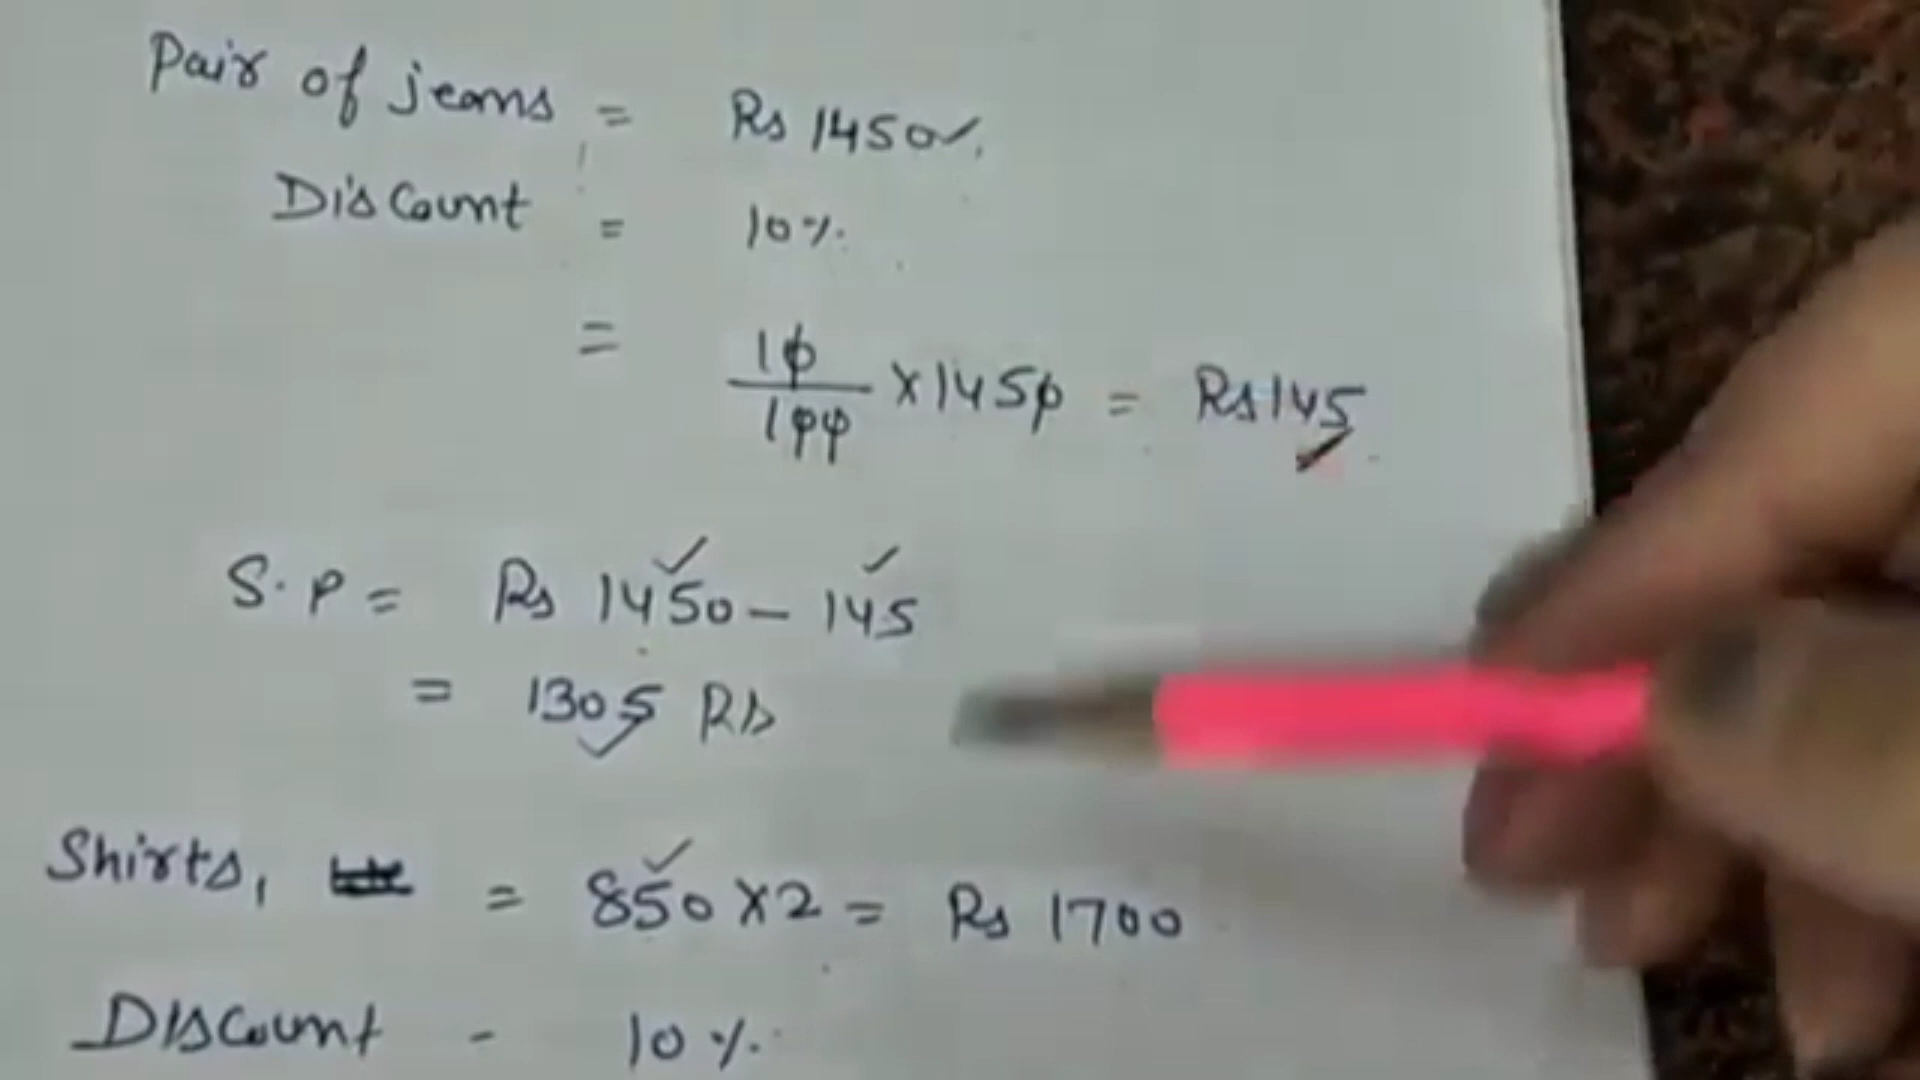 Pair of jeans = Rs 1450/.
Discount = 10%.
= 10/100 × 1450 = Rs 145
S.P = Rs 1450 - 145
= 1305 Rs
Shirts, = 850 × 2 = Rs 1700
Discount - 10%.